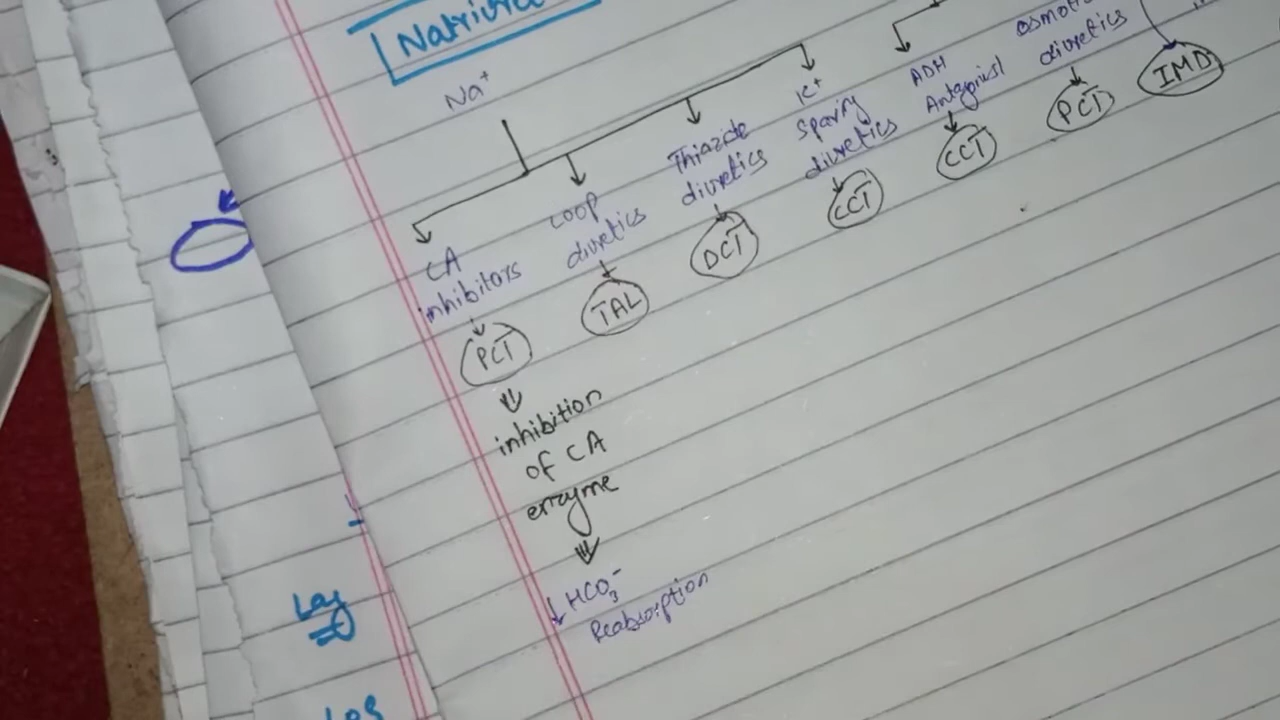 Na+
CA
inhibitors
PCT
inhibition
of CA
enzyme
↓ HCO3-
Reabsorption
Loop
diuretics
TAL
Thiazide
diuretics
DCT
K+
sparing
diuretics
CCT
ADH
Antagonist
CCT
diuretics
PCT
IMD